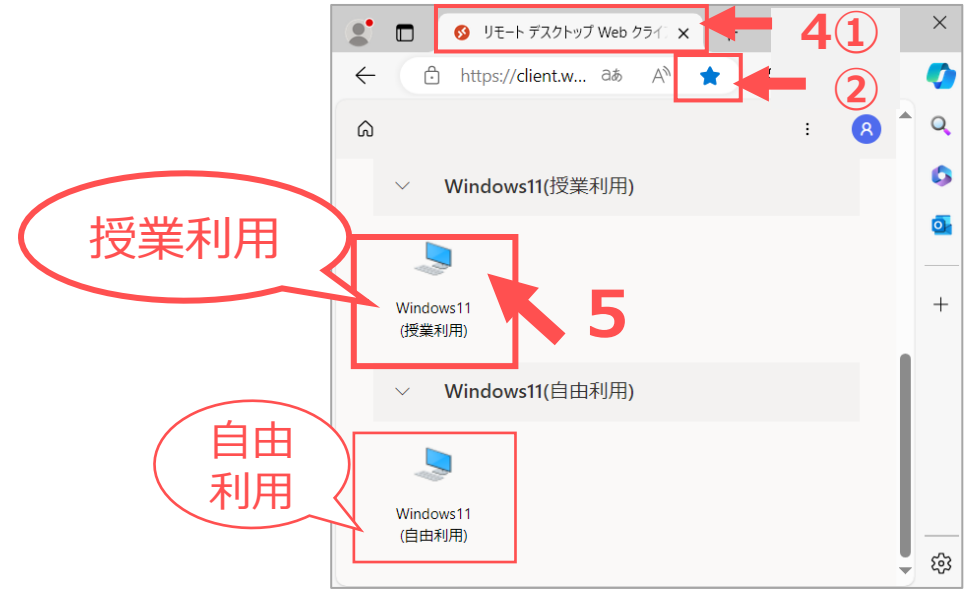 リモート デスクトップ Web クライ
4①
https://client.w...
aあ
②
Windows11(授業利用)
授業利用
Windows11
(授業利用)
5
Windows11(自由利用)
自由
利用
Windows11
(自由利用)